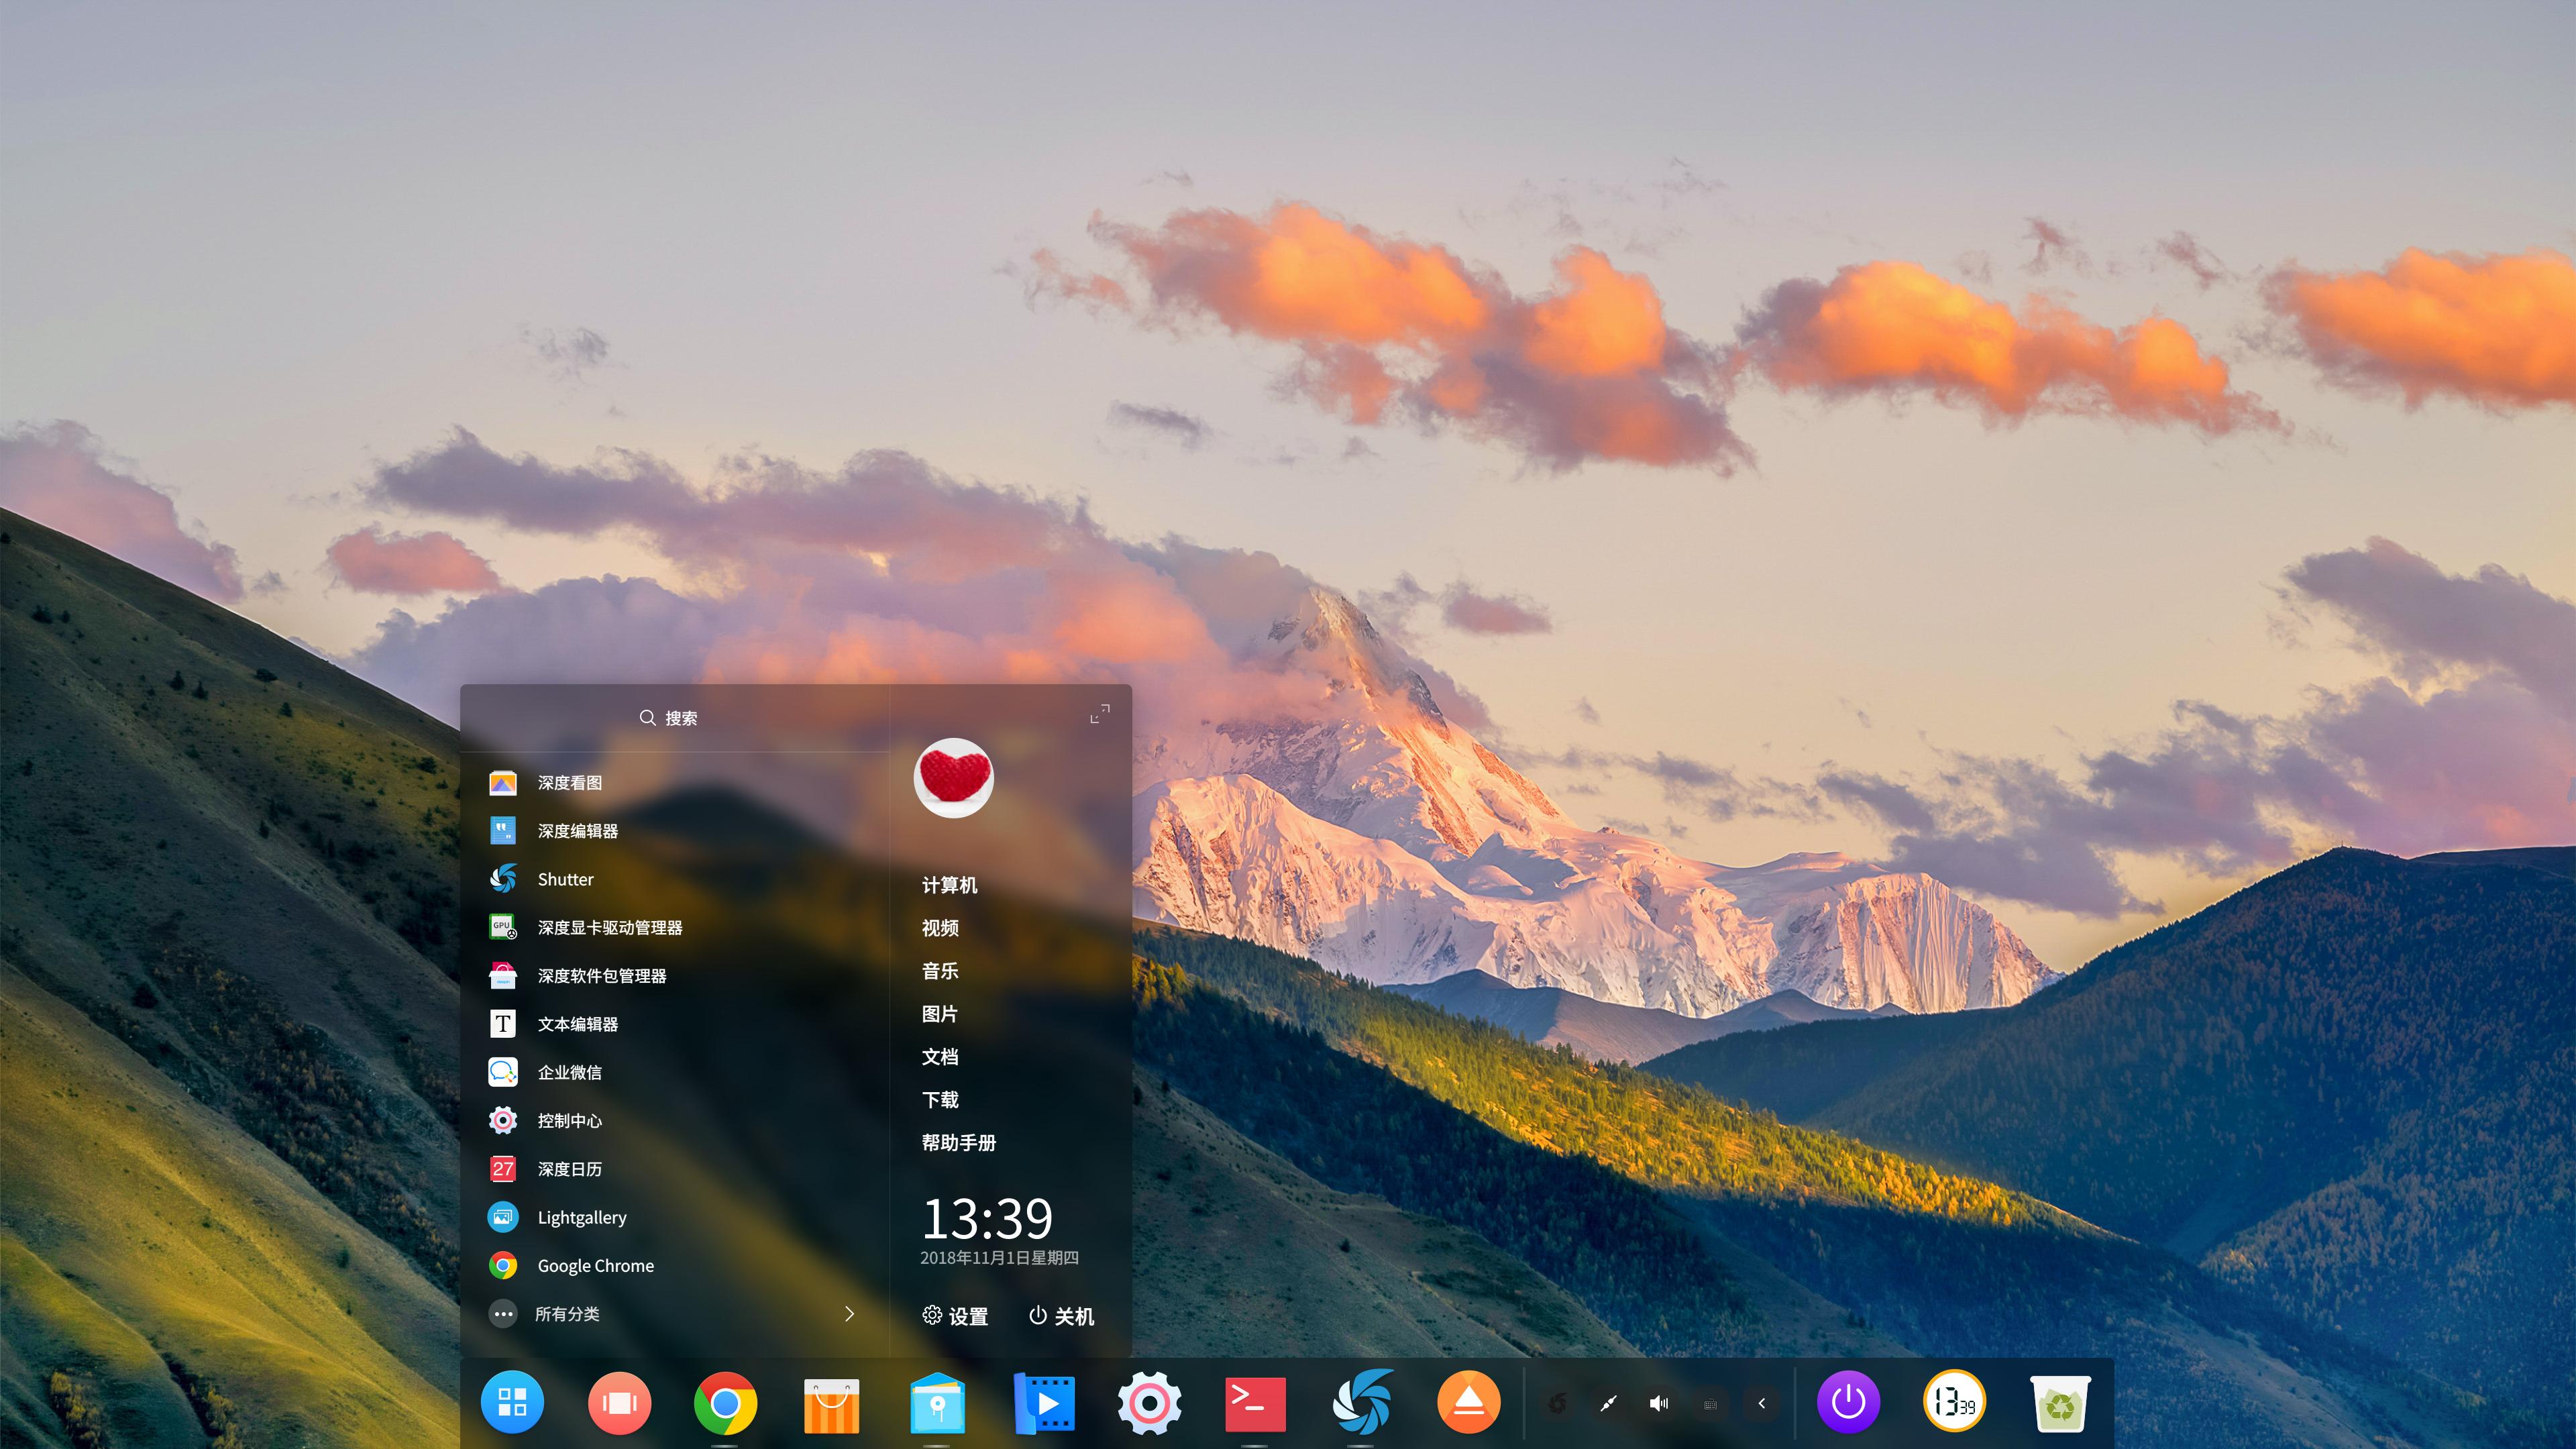 搜索
深度看图
深度编辑器
Shutter
GPU
深度显卡驱动管理器
深度软件包管理器
T
文本编辑器
企业微信
控制中心
27
深度日历
Lightgallery
Google Chrome
所有分类
计算机
视频
音乐
图片
文档
下载
帮助手册
13:39
2018年11月1日星期四
设置
关机
13 39